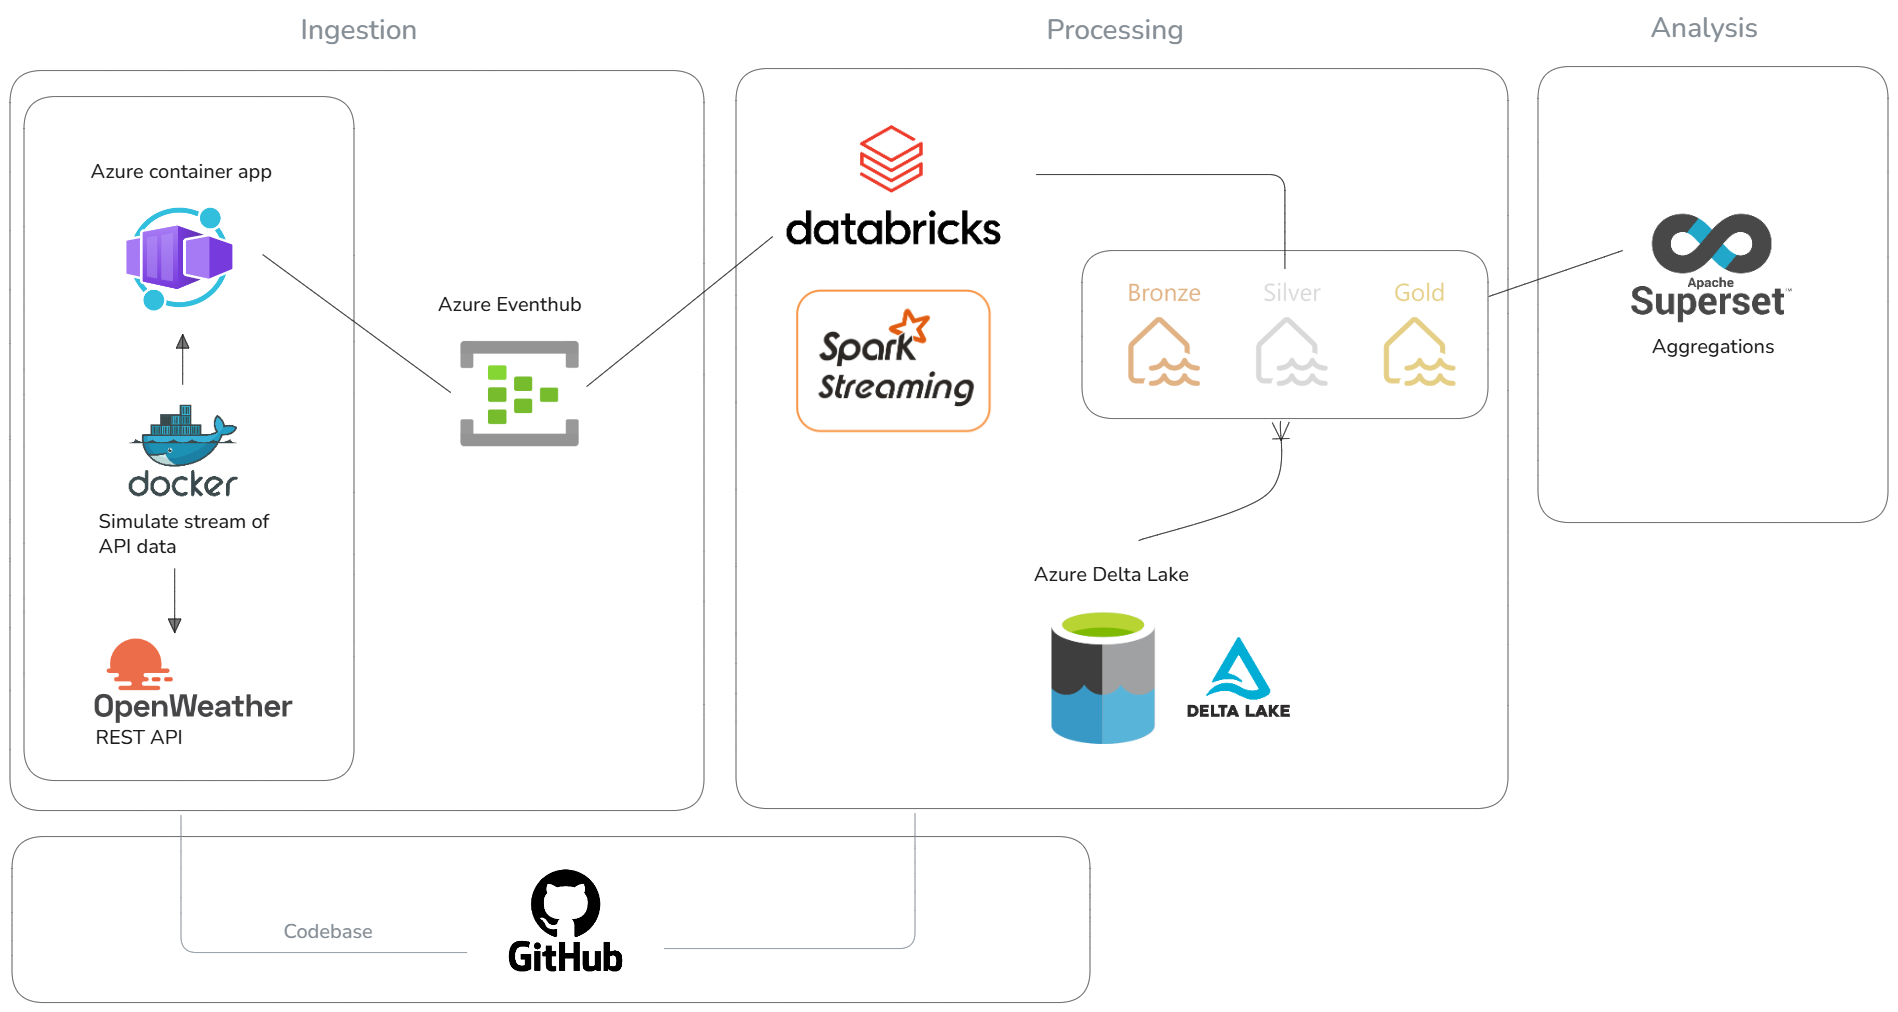 Ingestion
Processing
Analysis
Azure container app
docker
Simulate stream of
API data
OpenWeather
REST API
Azure Eventhub
databricks
Spark
Streaming
Bronze
Silver
Gold
Azure Delta Lake
DELTA LAKE
Apache
Superset™
Aggregations
Codebase
GitHub